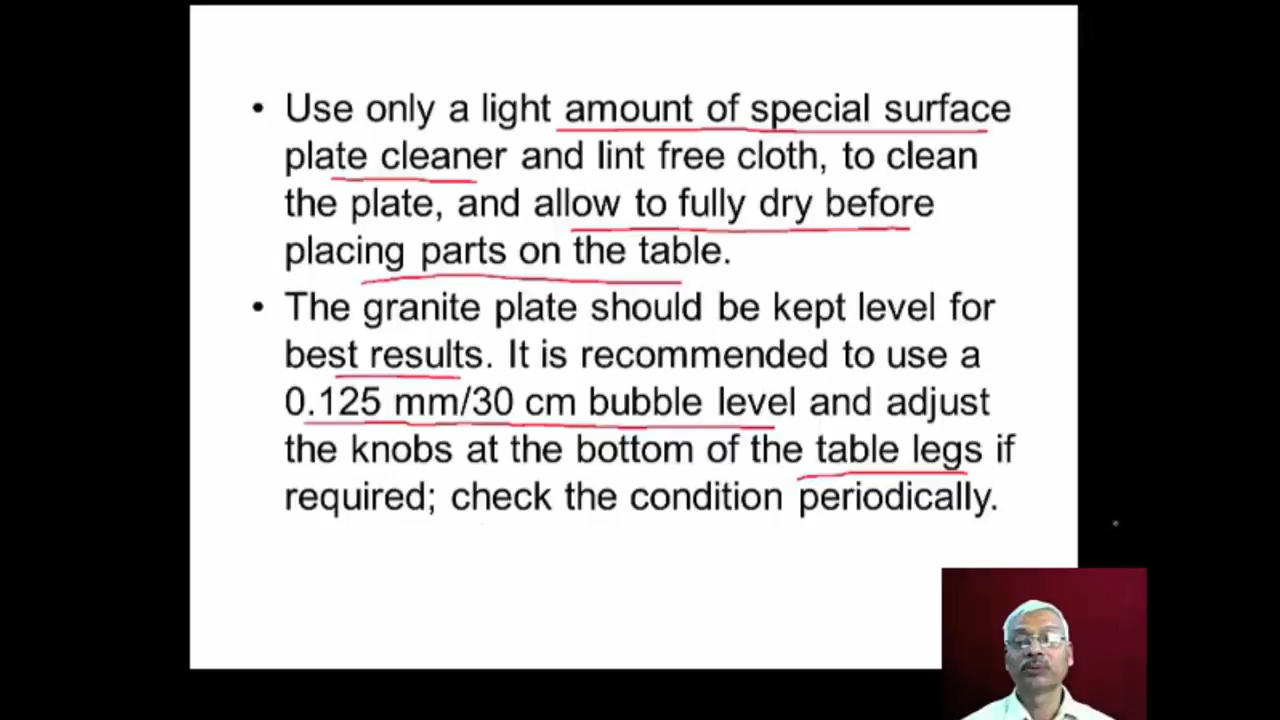 • Use only a light amount of special surface
plate cleaner and lint free cloth, to clean
the plate, and allow to fully dry before
placing parts on the table.
• The granite plate should be kept level for
best results. It is recommended to use a
0.125 mm/30 cm bubble level and adjust
the knobs at the bottom of the table legs if
required; check the condition periodically.